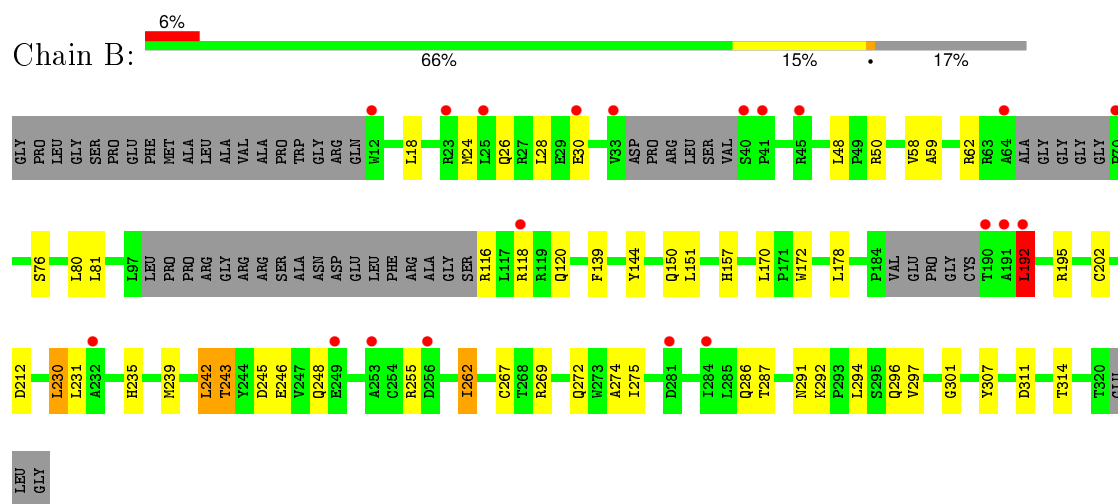 6%
Chain B:
66% 15% • 17%
GLY PRO LEU GLY SER PRO GLU PHE MET ALA LEU ALA VAL ALA PRO TRP GLY ARG GLN W12 L18 R23 M24 L25 Q26 R27 L28 E29 E30 V33 ASP PRO ARG LEU SER VAL S40 P41 R45 L48 P49 R50 V58 A59 R62 R63 A64 ALA GLY GLY GLY GLY P70
S76 L80 L81 L97 LEU PRO PRO ARG GLY ARG ARG SER ALA ASN ASP GLU LEU PHE ARG ALA GLY SER R116 L117 R118 R119 Q120 F139 Y144 Q150 L151 H157 L170 P171 W172 L178 P184 VAL GLU PRO GLY CYS T190 A191 L192 R195 C202
D212 L230 L231 A232 H235 M239 L242 T243 Y244 D245 E246 V247 Q248 E249 A253 C254 R255 D256 I262 C267 T268 R269 Q272 W273 A274 I275 D281 I284 L285 Q286 T287 N291 K292 P293 L294 S295 Q296 V297 G301 Y307 D311 T314 T320 GLU
LEU GLY